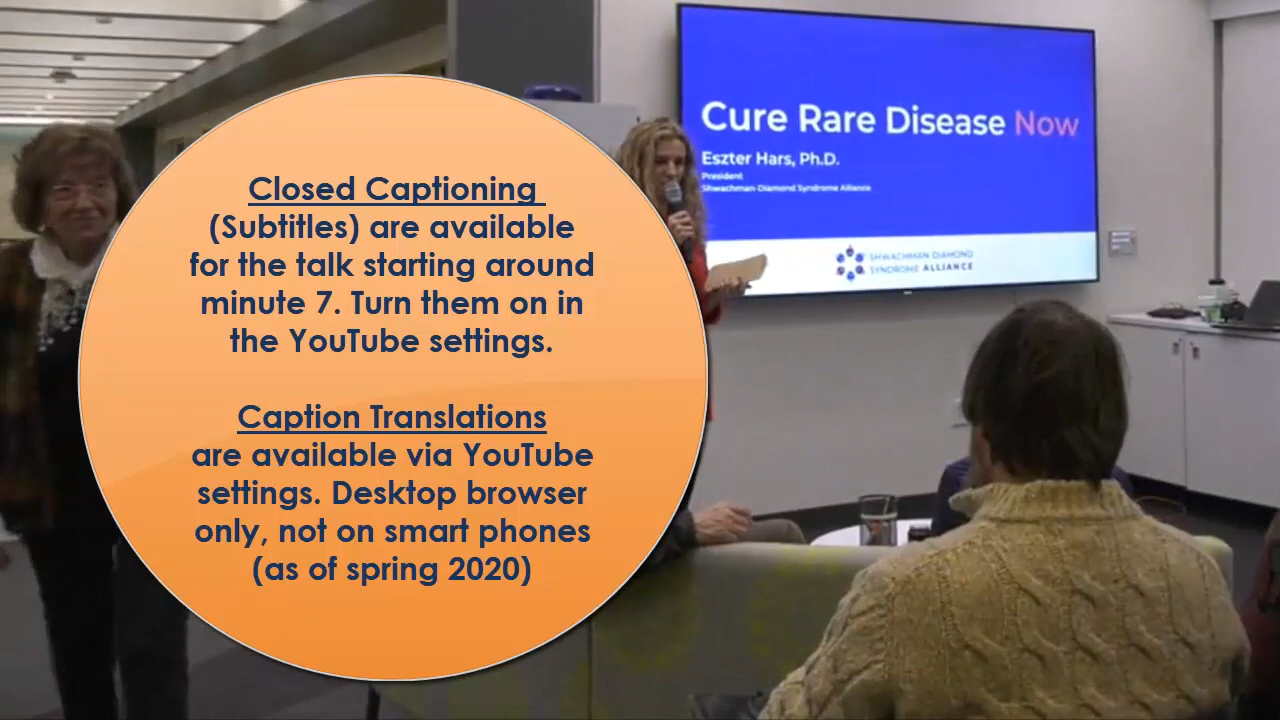 Closed Captioning
(Subtitles) are available
for the talk starting around
minute 7. Turn them on in
the YouTube settings.
Caption Translations
are available via YouTube
settings. Desktop browser
only, not on smart phones
(as of spring 2020)
Cure Rare Disease Now
Eszter Hars, Ph.D.
President
Shwachman-Diamond Syndrome Alliance
SHWACHMAN DIAMOND
SYNDROME ALLIANCE